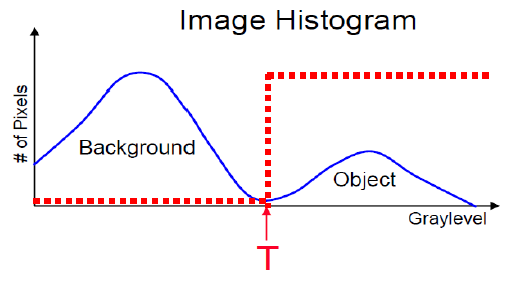 Image Histogram
# of Pixels
Background
Object
Graylevel
T